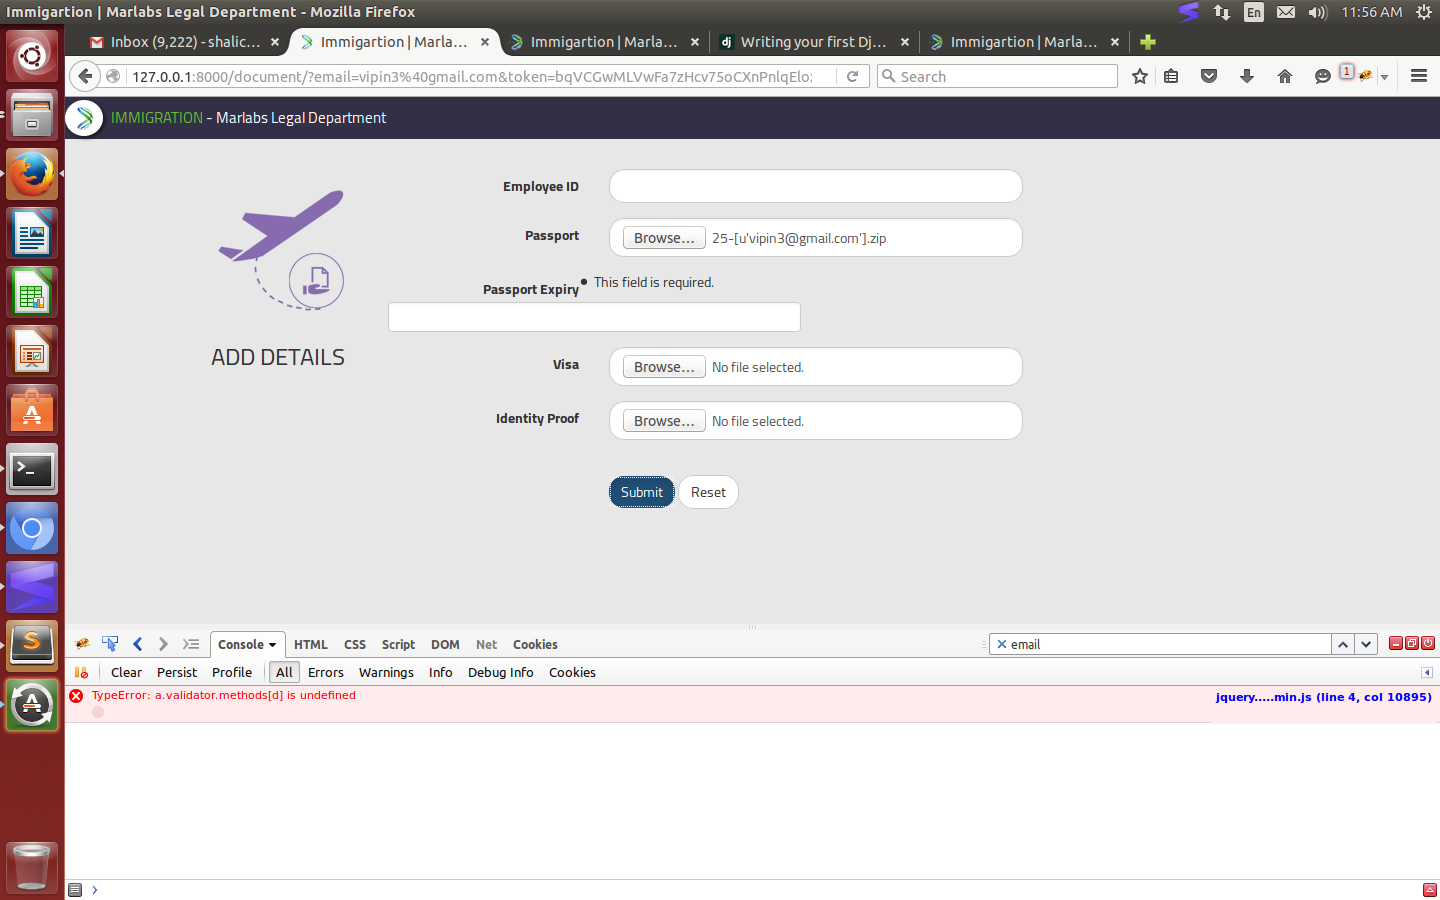 Immigartion | Marlabs Legal Department - Mozilla Firefox
En
11:56 AM
Inbox (9,222) - shalic...
Immigartion | Marla...
Immigartion | Marla...
dj
Writing your first Dj...
Immigartion | Marla...
127.0.0.1:8000/document/?email=vipin3%40gmail.com&token=bqVCGwMLVwFa7zHcv75oCXnPnlqElo:
Search
1
IMMIGRATION - Marlabs Legal Department
Employee ID
Passport
Browse...
25-[u'vipin3@gmail.com'].zip
Passport Expiry
This field is required.
ADD DETAILS
Visa
Browse...
No file selected.
Identity Proof
Browse...
No file selected.
Submit
Reset
Console
HTML
CSS
Script
DOM
Net
Cookies
email
Clear
Persist
Profile
All
Errors
Warnings
Info
Debug Info
Cookies
TypeError: a.validator.methods[d] is undefined
jquery.....min.js (line 4, col 10895)